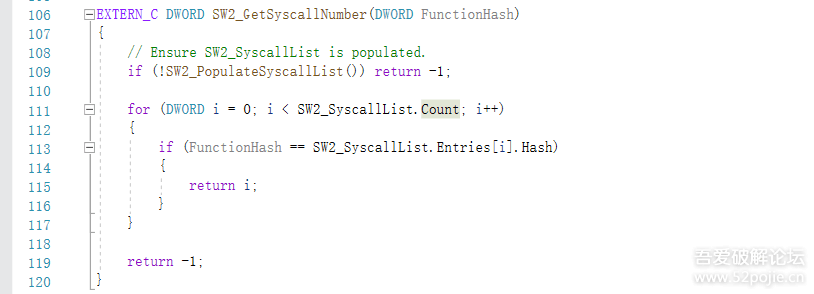 106 EXTERN_C DWORD SW2_GetSyscallNumber(DWORD FunctionHash)
107 {
108     // Ensure SW2_SyscallList is populated.
109     if (!SW2_PopulateSyscallList()) return -1;
110
111     for (DWORD i = 0; i < SW2_SyscallList.Count; i++)
112     {
113         if (FunctionHash == SW2_SyscallList.Entries[i].Hash)
114         {
115             return i;
116         }
117     }
118
119     return -1;
120 }
吾爱破解论坛
www.52pojie.cn